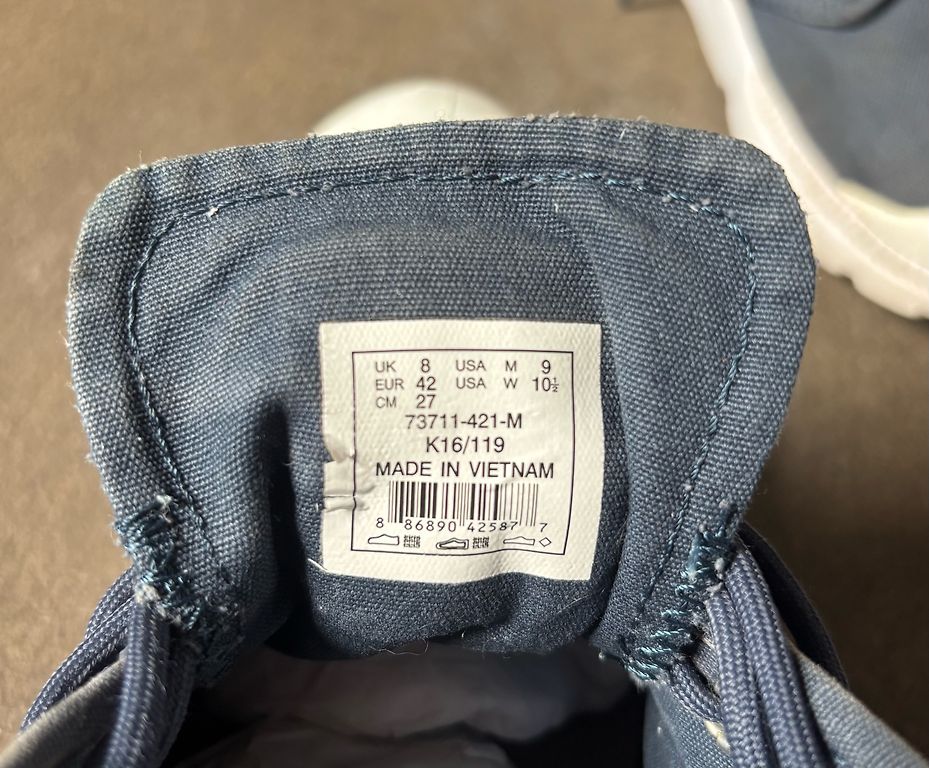 UK 8 USA M 9
EUR 42 USA W 10½
CM 27
73711-421-M
K16/119
MADE IN VIETNAM
8 86890 42587 7